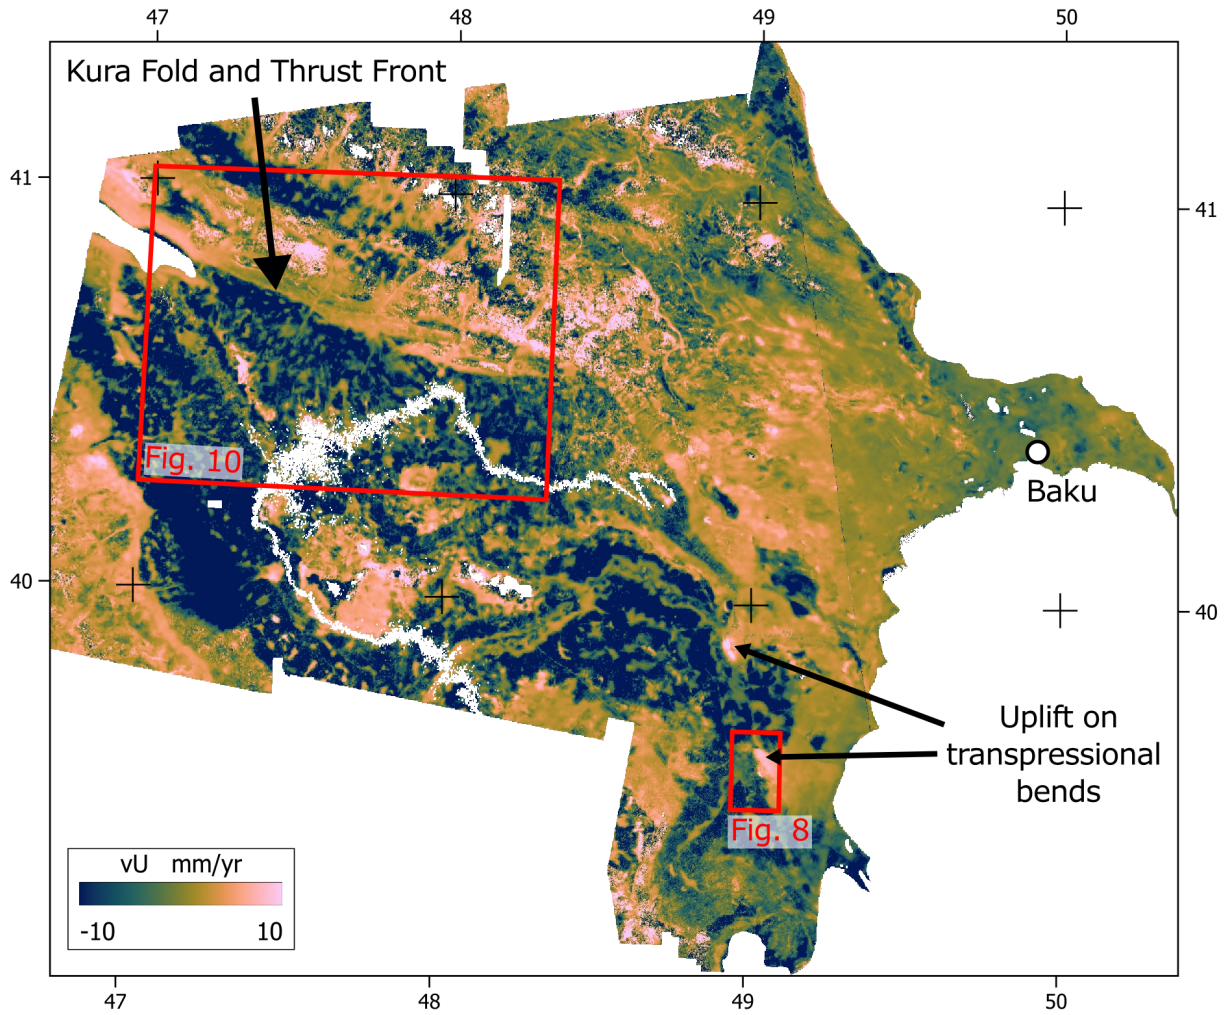 47 48 49 50
Kura Fold and Thrust Front
41
41
Fig. 10
Baku
40
40
Uplift on
transpressional
bends
Fig. 8
vU mm/yr
-10 10
47 48 49 50